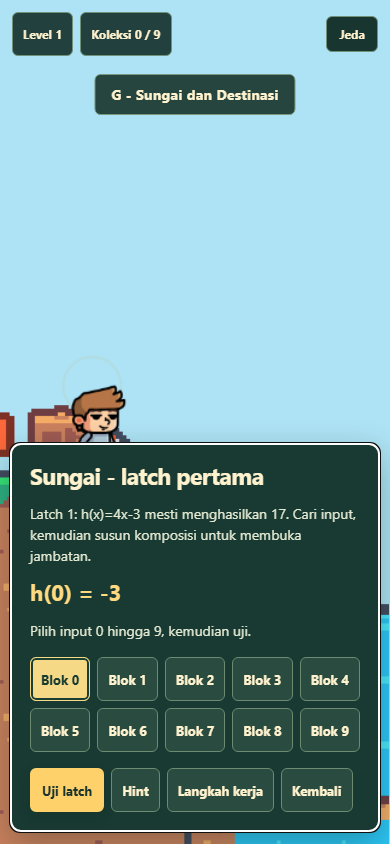 Level 1
Koleksi 0 / 9
Jeda
G - Sungai dan Destinasi
Sungai - latch pertama
Latch 1: h(x)=4x-3 mesti menghasilkan 17. Cari input,
kemudian susun komposisi untuk membuka
jambatan.
h(0) = -3
Pilih input 0 hingga 9, kemudian uji.
Blok 0
Blok 1
Blok 2
Blok 3
Blok 4
Blok 5
Blok 6
Blok 7
Blok 8
Blok 9
Uji latch
Hint
Langkah kerja
Kembali